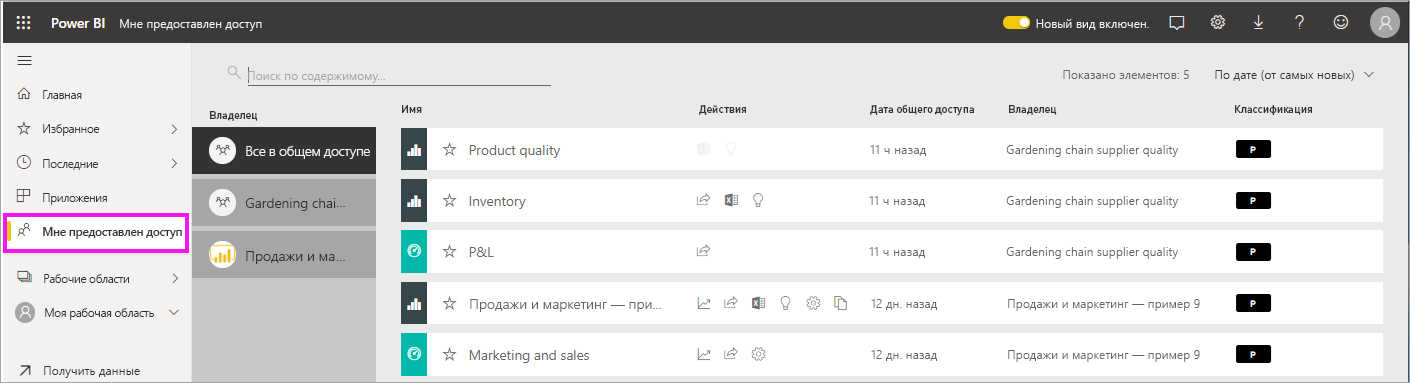 Power BI Мне предоставлен доступ Новый вид включен. ?
Главная
Избранное
Последние
Приложения
Мне предоставлен доступ
Рабочие области
Моя рабочая область
Получить данные
Поиск по содержимому...
Показано элементов: 5 По дате (от самых новых)
Владелец
Все в общем доступе
Gardening chai...
Продажи и ма...
Имя Действия Дата общего доступа Владелец Классификация
Product quality 11 ч назад Gardening chain supplier quality P
Inventory 11 ч назад Gardening chain supplier quality P
P&L 11 ч назад Gardening chain supplier quality P
Продажи и маркетинг — при... 12 дн. назад Продажи и маркетинг — пример 9 P
Marketing and sales 12 дн. назад Продажи и маркетинг — пример 9 P